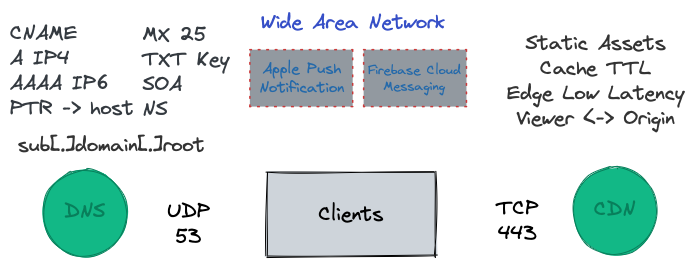 Wide Area Network
CNAME MX 25
A IP4 TXT Key
AAAA IP6 SOA
PTR -> host NS
sub[.]domain[.]root
Apple Push
Notification
Firebase Cloud
Messaging
Static Assets
Cache TTL
Edge Low Latency
Viewer <-> Origin
DNS
UDP
53
Clients
TCP
443
CDN